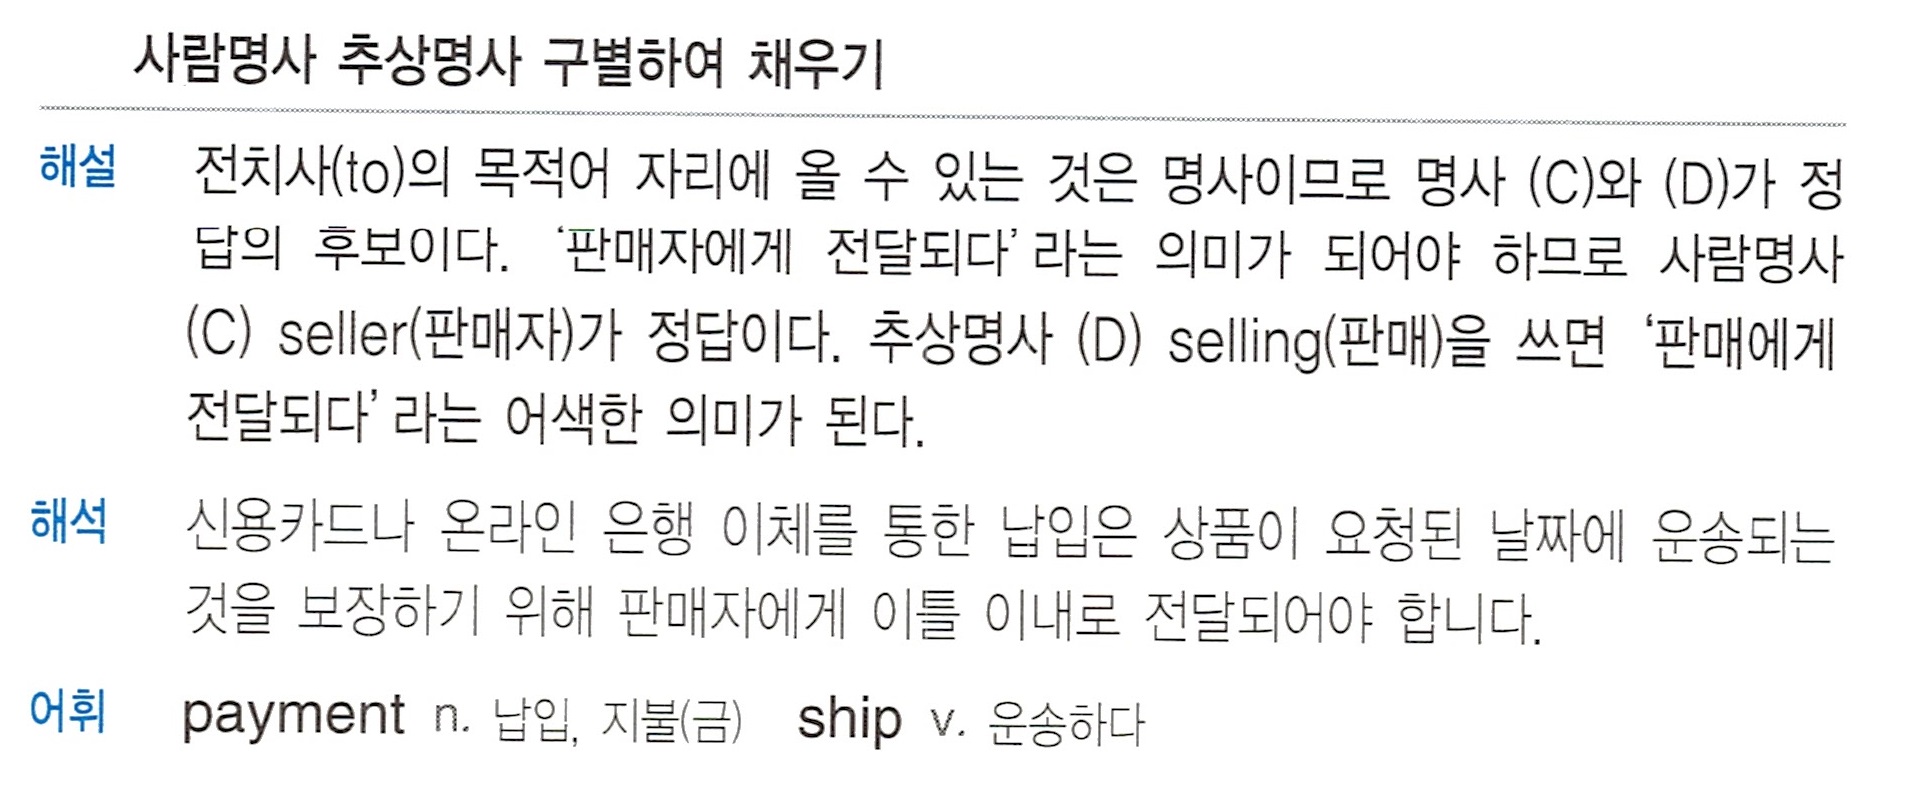 사람명사 추상명사 구별하여 채우기
해설 전치사(to)의 목적어 자리에 올 수 있는 것은 명사이므로 명사 (C)와 (D)가 정
답의 후보이다. ‘판매자에게 전달되다’라는 의미가 되어야 하므로 사람명사
(C) seller(판매자)가 정답이다. 추상명사 (D) selling(판매)을 쓰면 ‘판매에게
전달되다’라는 어색한 의미가 된다.
해석 신용카드나 온라인 은행 이체를 통한 납입은 상품이 요청된 날짜에 운송되는
것을 보장하기 위해 판매자에게 이틀 이내로 전달되어야 합니다.
어휘 payment n. 납입, 지불(금) ship v. 운송하다